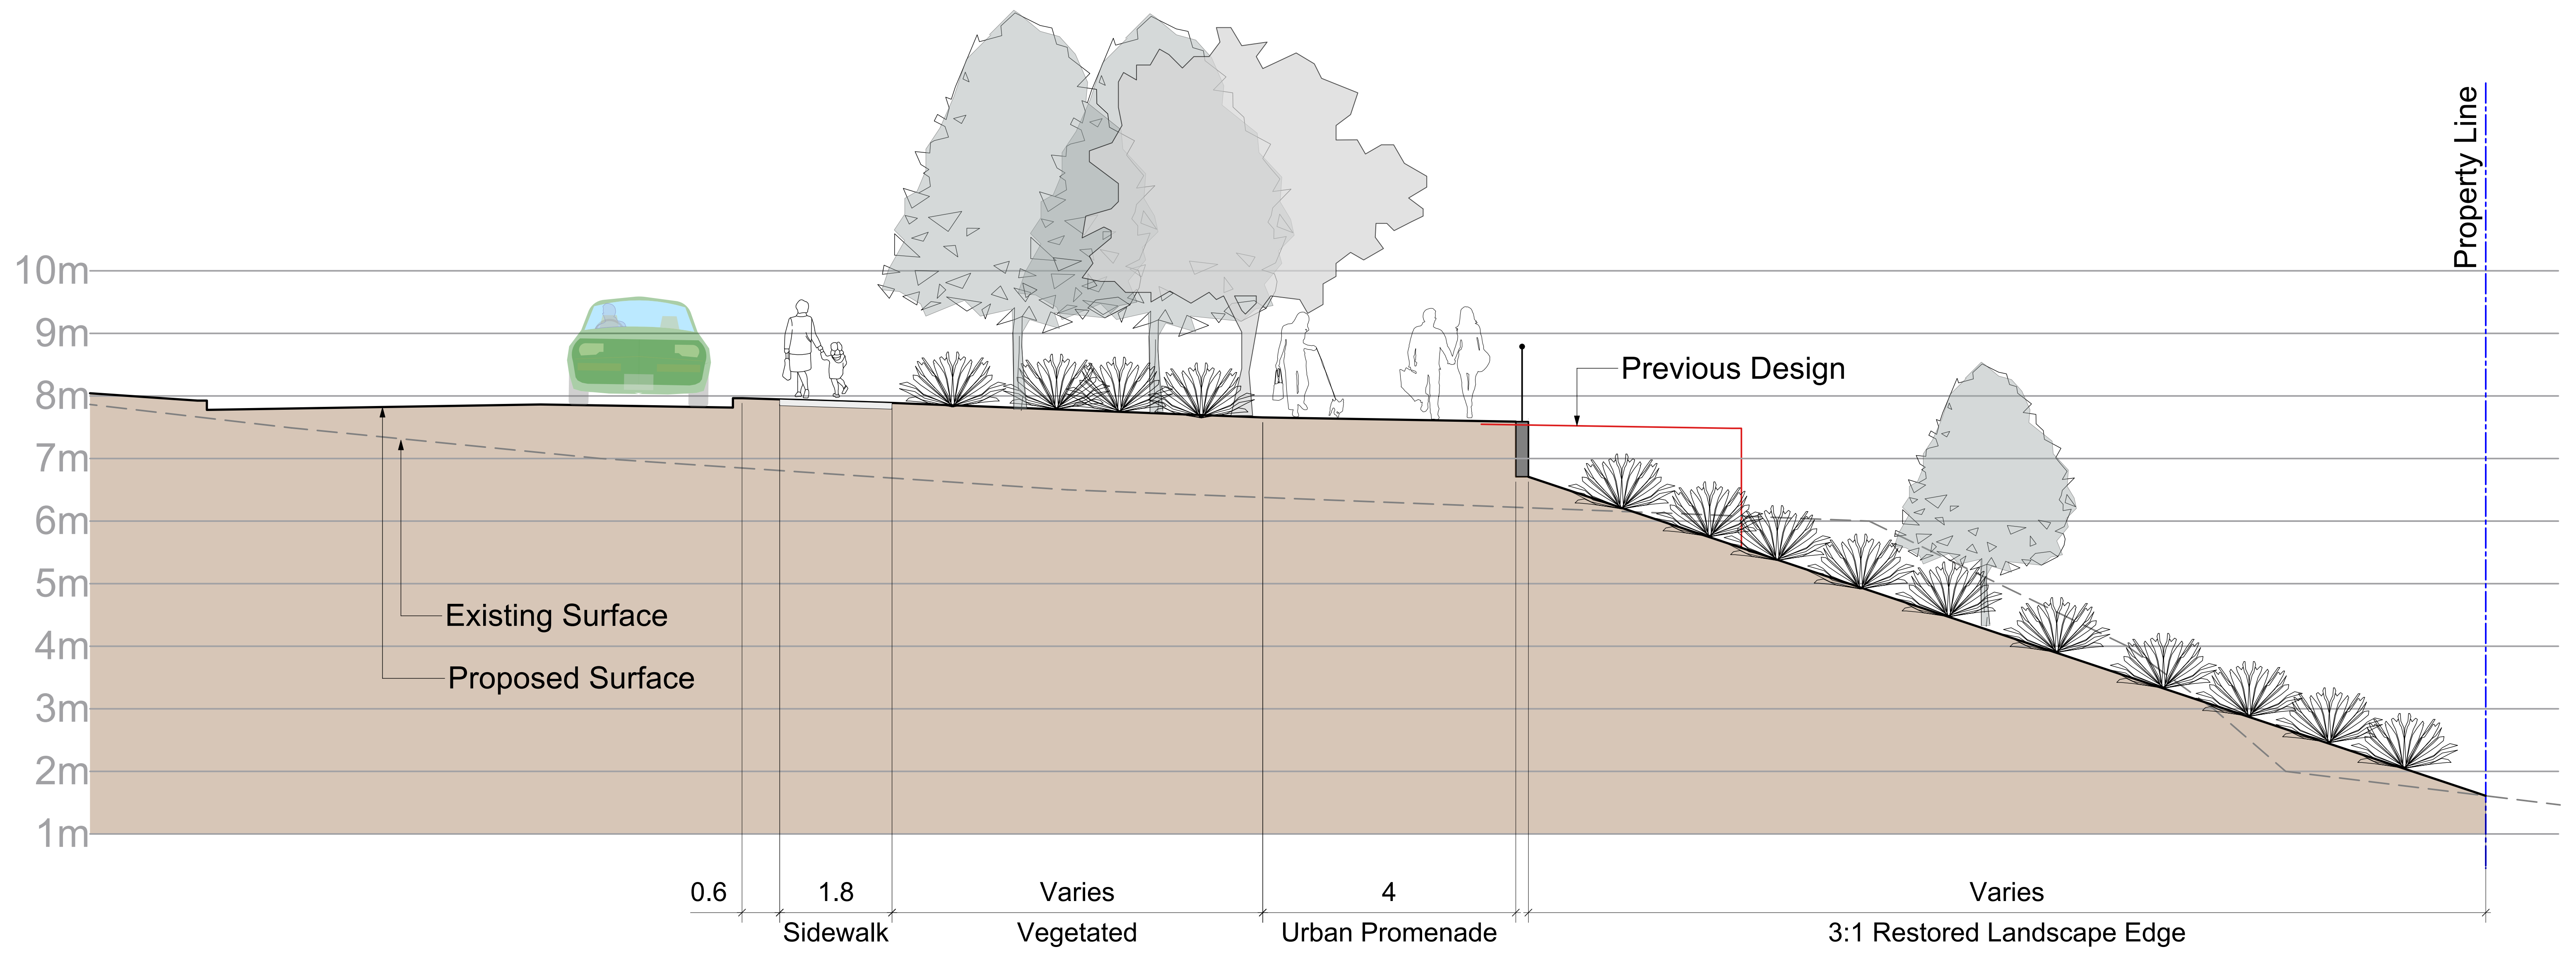 Property Line
10m
9m
8m
7m
6m
5m
4m
3m
2m
1m
Previous Design
Existing Surface
Proposed Surface
0.6
1.8
Varies
4
Varies
Sidewalk
Vegetated
Urban Promenade
3:1 Restored Landscape Edge